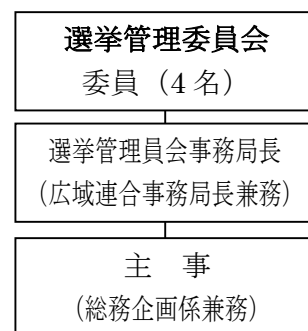 選挙管理委員会
委員（4名）
選挙管理員会事務局長
（広域連合事務局長兼務）
主　事
（総務企画係兼務）